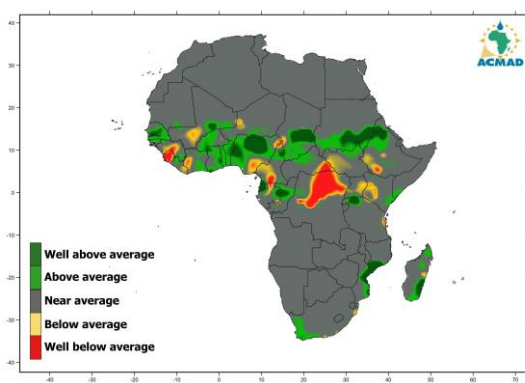 40
30
20
10
0
-10
-20
-30
-40
ACMAD
Well above average
Above average
Near average
Below average
Well below average
-40 -30 -20 -10 0 10 20 30 40 50 60 70